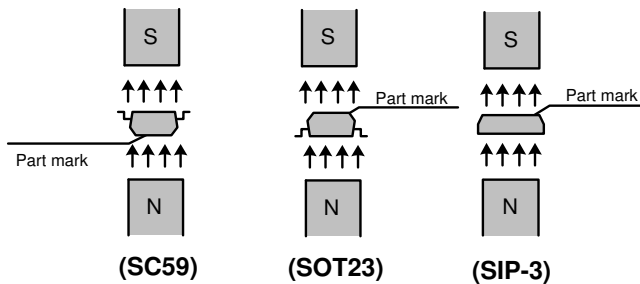 S S S
Part mark Part mark
Part mark
N N N
(SC59) (SOT23) (SIP-3)